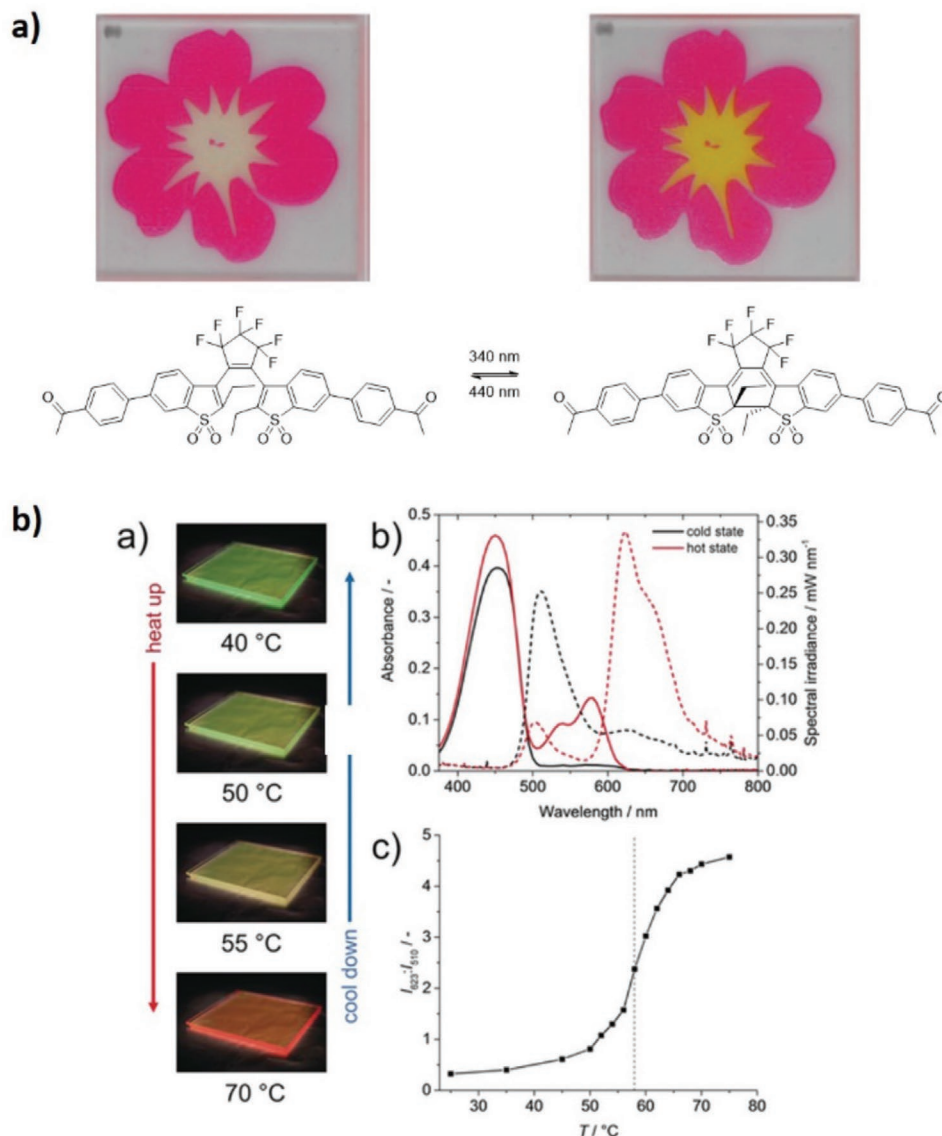 a)
F F F F F F
O S O O S O O O
340 nm
440 nm
F F F F F F
O S O O S O O O
b)
a)
heat up
40 °C
50 °C
55 °C
70 °C
cool down
b)
cold state
hot state
Absorbance / -
0.5
0.4
0.3
0.2
0.1
0.0
Spectral irradiance / mW nm⁻¹
0.35
0.30
0.25
0.20
0.15
0.10
0.05
0.00
400 500 600 700 800
Wavelength / nm
c)
I₆₂₃:I₅₁₀ / -
5
4
3
2
1
0
30 40 50 60 70 80
T / °C